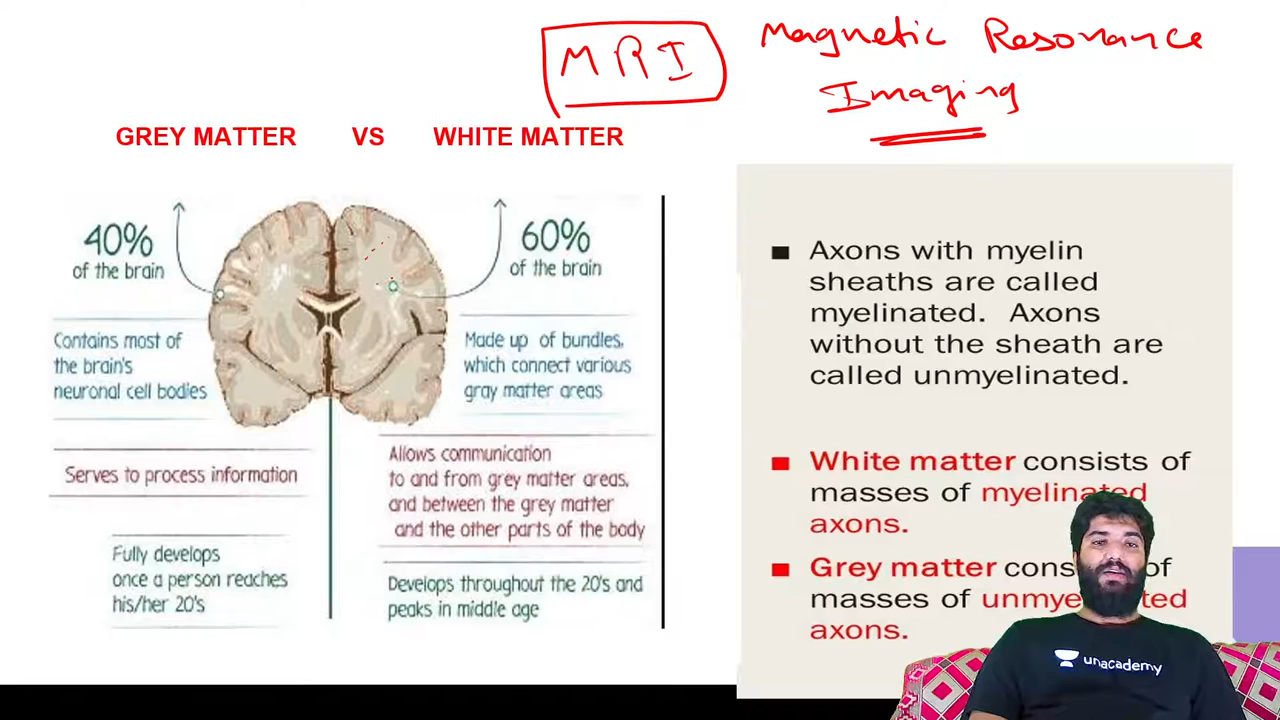 MRI Magnetic Resonance
Imaging
GREY MATTER VS WHITE MATTER
40%
of the brain
60%
of the brain
Contains most of
the brain's
neuronal cell bodies
Made up of bundles,
which connect various
gray matter areas
Serves to process information
Allows communication
to and from grey matter areas,
and between the grey matter
and the other parts of the body
Fully develops
once a person reaches
his/her 20's
Develops throughout the 20's and
peaks in middle age
Axons with myelin
sheaths are called
myelinated. Axons
without the sheath are
called unmyelinated.
White matter consists of
masses of myelinated
axons.
Grey matter of
masses of
axons.
unacademy